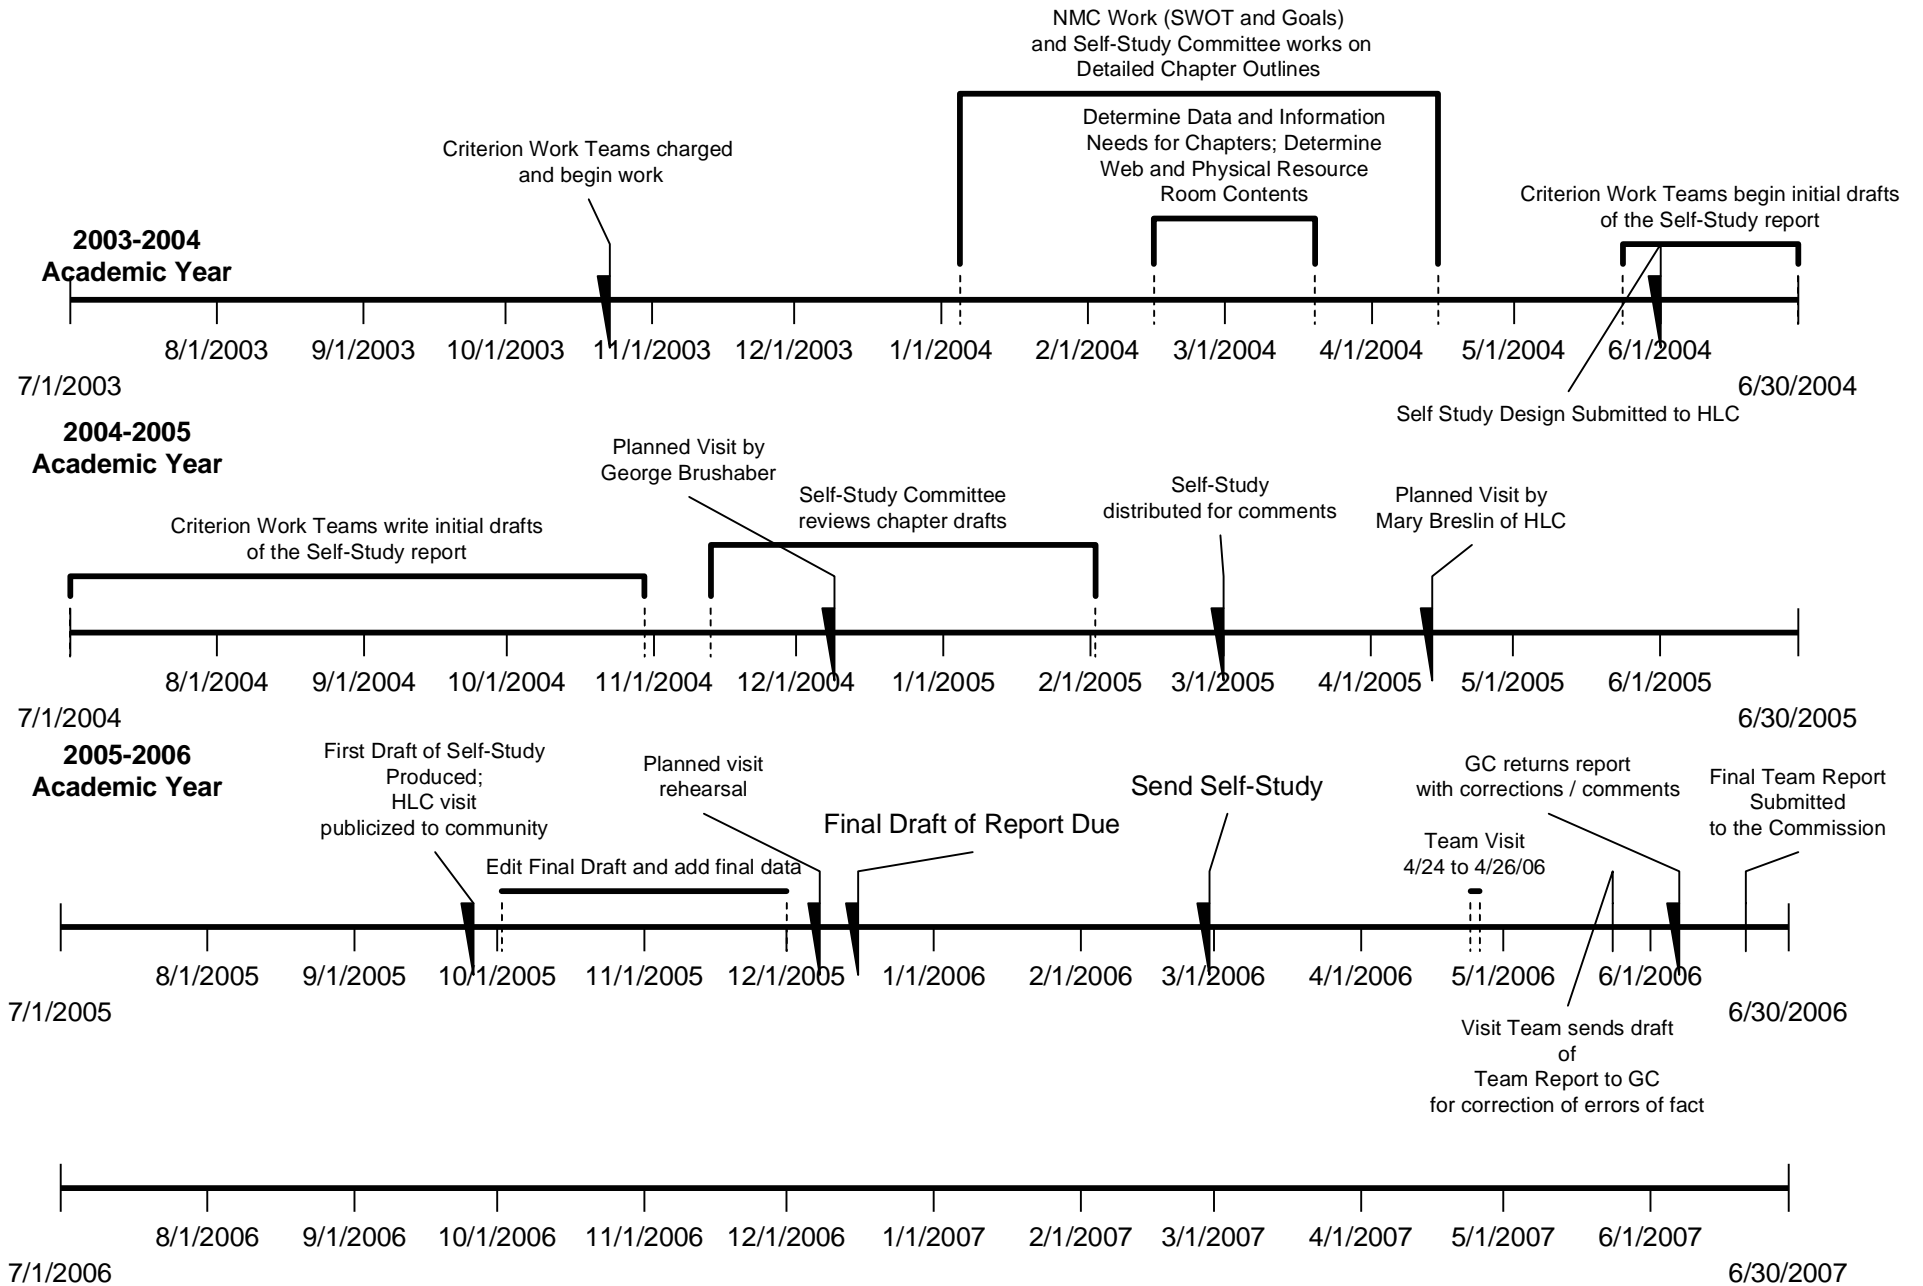 NMC Work (SWOT and Goals)
and Self-Study Committee works on
Detailed Chapter Outlines
Determine Data and Information
Needs for Chapters; Determine
Web and Physical Resource
Room Contents
Criterion Work Teams charged
and begin work
Criterion Work Teams begin initial drafts
of the Self-Study report
2003-2004
Academic Year
8/1/2003 9/1/2003 10/1/2003 11/1/2003 12/1/2003 1/1/2004 2/1/2004 3/1/2004 4/1/2004 5/1/2004 6/1/2004
7/1/2003 6/30/2004
Self Study Design Submitted to HLC
2004-2005
Academic Year
Planned Visit by
George Brushaber
Self-Study Committee
reviews chapter drafts
Self-Study
distributed for comments
Planned Visit by
Mary Breslin of HLC
Criterion Work Teams write initial drafts
of the Self-Study report
8/1/2004 9/1/2004 10/1/2004 11/1/2004 12/1/2004 1/1/2005 2/1/2005 3/1/2005 4/1/2005 5/1/2005 6/1/2005
7/1/2004 6/30/2005
2005-2006
Academic Year
First Draft of Self-Study
Produced;
HLC visit
publicized to community
Planned visit
rehearsal
Edit Final Draft and add final data
Final Draft of Report Due
Send Self-Study
Team Visit
4/24 to 4/26/06
GC returns report
with corrections / comments
Final Team Report
Submitted
to the Commission
8/1/2005 9/1/2005 10/1/2005 11/1/2005 12/1/2005 1/1/2006 2/1/2006 3/1/2006 4/1/2006 5/1/2006 6/1/2006
7/1/2005 6/30/2006
Visit Team sends draft
of
Team Report to GC
for correction of errors of fact
8/1/2006 9/1/2006 10/1/2006 11/1/2006 12/1/2006 1/1/2007 2/1/2007 3/1/2007 4/1/2007 5/1/2007 6/1/2007
7/1/2006 6/30/2007